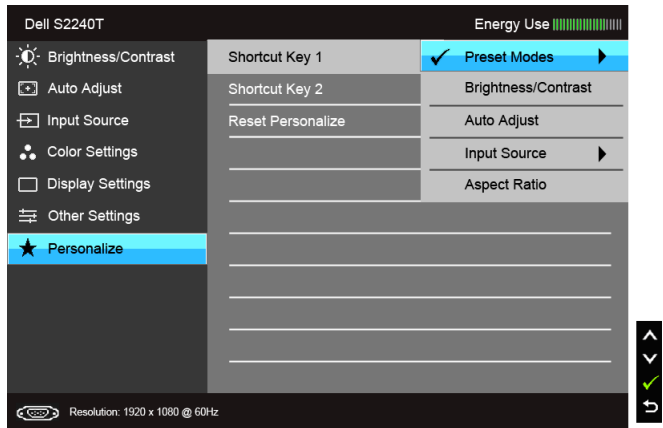 Dell S2240T
Energy Use
Brightness/Contrast
Auto Adjust
Input Source
Color Settings
Display Settings
Other Settings
Personalize
Shortcut Key 1
Shortcut Key 2
Reset Personalize
Preset Modes
Brightness/Contrast
Auto Adjust
Input Source
Aspect Ratio
Resolution: 1920 x 1080 @ 60Hz